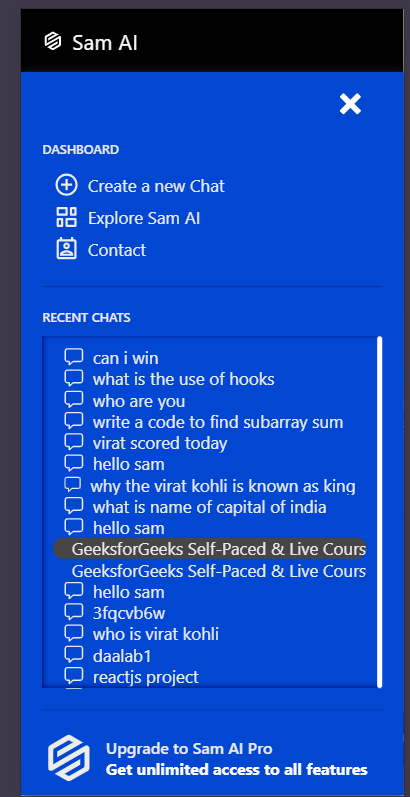 Sam AI
DASHBOARD
Create a new Chat
Explore Sam AI
Contact
RECENT CHATS
can i win
what is the use of hooks
who are you
write a code to find subarray sum
virat scored today
hello sam
why the virat kohli is known as king
what is name of capital of india
hello sam
GeeksforGeeks Self-Paced & Live Cours
GeeksforGeeks Self-Paced & Live Cours
hello sam
3fqcvb6w
who is virat kohli
daalab1
reactjs project
Upgrade to Sam AI Pro
Get unlimited access to all features